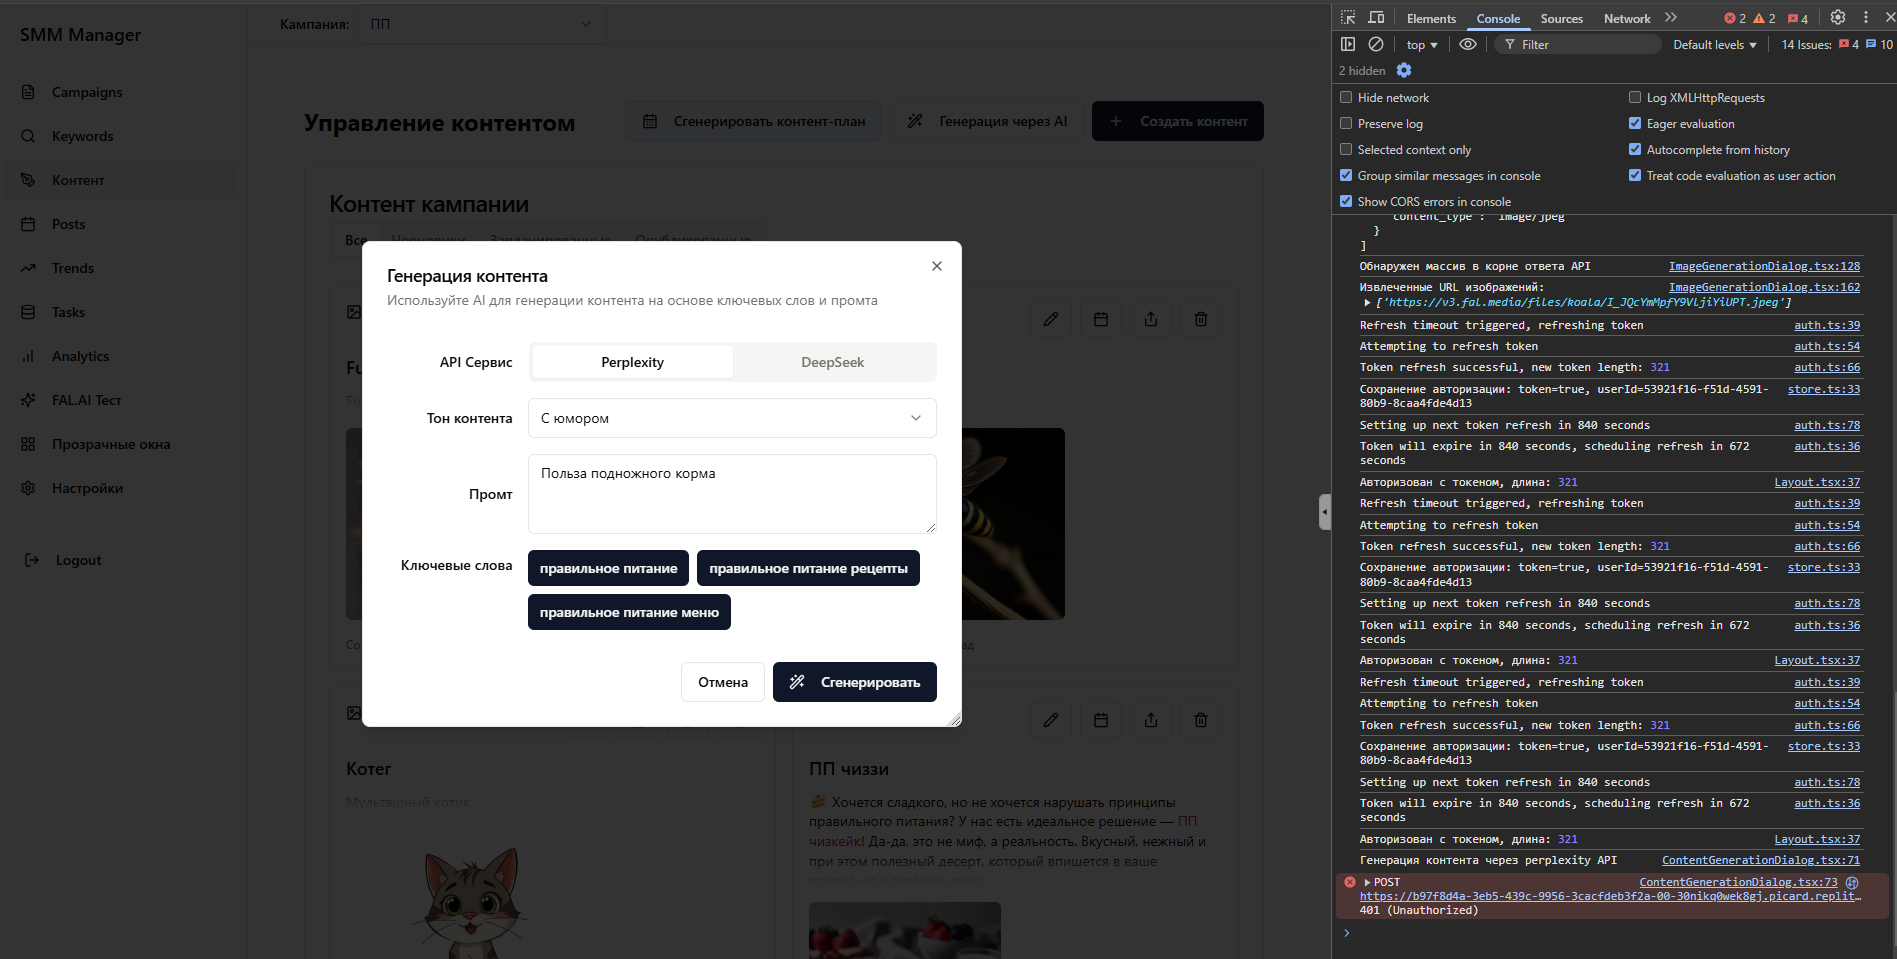 SMM Manager
Campaigns
Keywords
Контент
Posts
Trends
Tasks
Analytics
FAL.AI Тест
Прозрачные окна
Настройки
Logout
Кампания:
ПП
Управление контентом
Сгенерировать контент-план
Генерация через AI
Создать контент
Контент кампании
Все
Черновики
Запланированные
Опубликованные
Генерация контента
Используйте AI для генерации контента на основе ключевых слов и промта
API Сервис
Perplexity
DeepSeek
Тон контента
С юмором
Промт
Польза подножного корма
Ключевые слова
правильное питание
правильное питание рецепты
правильное питание меню
Отмена
Сгенерировать
Котег
Мультяшный котик.
ПП чиззи
🍰 Хочется сладкого, но не хочется нарушать принципы
правильного питания? У нас есть идеальное решение — ПП
чизкейк! Да-да, это не миф, а реальность. Вкусный, нежный и
при этом полезный десерт, который впишется в ваше
правильное питание меню
Elements
Console
Sources
Network
2
2
4
top
Filter
Default levels
14 Issues:
4
10
2 hidden
Hide network
Log XMLHttpRequests
Preserve log
Eager evaluation
Selected context only
Autocomplete from history
Group similar messages in console
Treat code evaluation as user action
Show CORS errors in console
"content_type": "image/jpeg
}
]
Обнаружен массив в корне ответа API ImageGenerationDialog.tsx:128
Извлеченные URL изображений: ImageGenerationDialog.tsx:162
['https://v3.fal.media/files/koala/I_JQcYmMpfY9VljiYiUPT.jpeg']
Refresh timeout triggered, refreshing token auth.ts:39
Attempting to refresh token auth.ts:54
Token refresh successful, new token length: 321 auth.ts:66
Сохранение авторизации: token=true, userId=53921f16-f51d-4591- store.ts:33
80b9-8caa4fde4d13
Setting up next token refresh in 840 seconds auth.ts:78
Token will expire in 840 seconds, scheduling refresh in 672 auth.ts:36
seconds
Авторизован с токеном, длина: 321 Layout.tsx:37
Refresh timeout triggered, refreshing token auth.ts:39
Attempting to refresh token auth.ts:54
Token refresh successful, new token length: 321 auth.ts:66
Сохранение авторизации: token=true, userId=53921f16-f51d-4591- store.ts:33
80b9-8caa4fde4d13
Setting up next token refresh in 840 seconds auth.ts:78
Token will expire in 840 seconds, scheduling refresh in 672 auth.ts:36
seconds
Авторизован с токеном, длина: 321 Layout.tsx:37
Refresh timeout triggered, refreshing token auth.ts:39
Attempting to refresh token auth.ts:54
Token refresh successful, new token length: 321 auth.ts:66
Сохранение авторизации: token=true, userId=53921f16-f51d-4591- store.ts:33
80b9-8caa4fde4d13
Setting up next token refresh in 840 seconds auth.ts:78
Token will expire in 840 seconds, scheduling refresh in 672 auth.ts:36
seconds
Авторизован с токеном, длина: 321 Layout.tsx:37
Генерация контента через perplexity API ContentGenerationDialog.tsx:71
POST ContentGenerationDialog.tsx:73
https://b97f8d4a-3eb5-439c-9956-3cacfdeb3f2a-00-30nikq0wek8gj.picard.replit…
401 (Unauthorized)